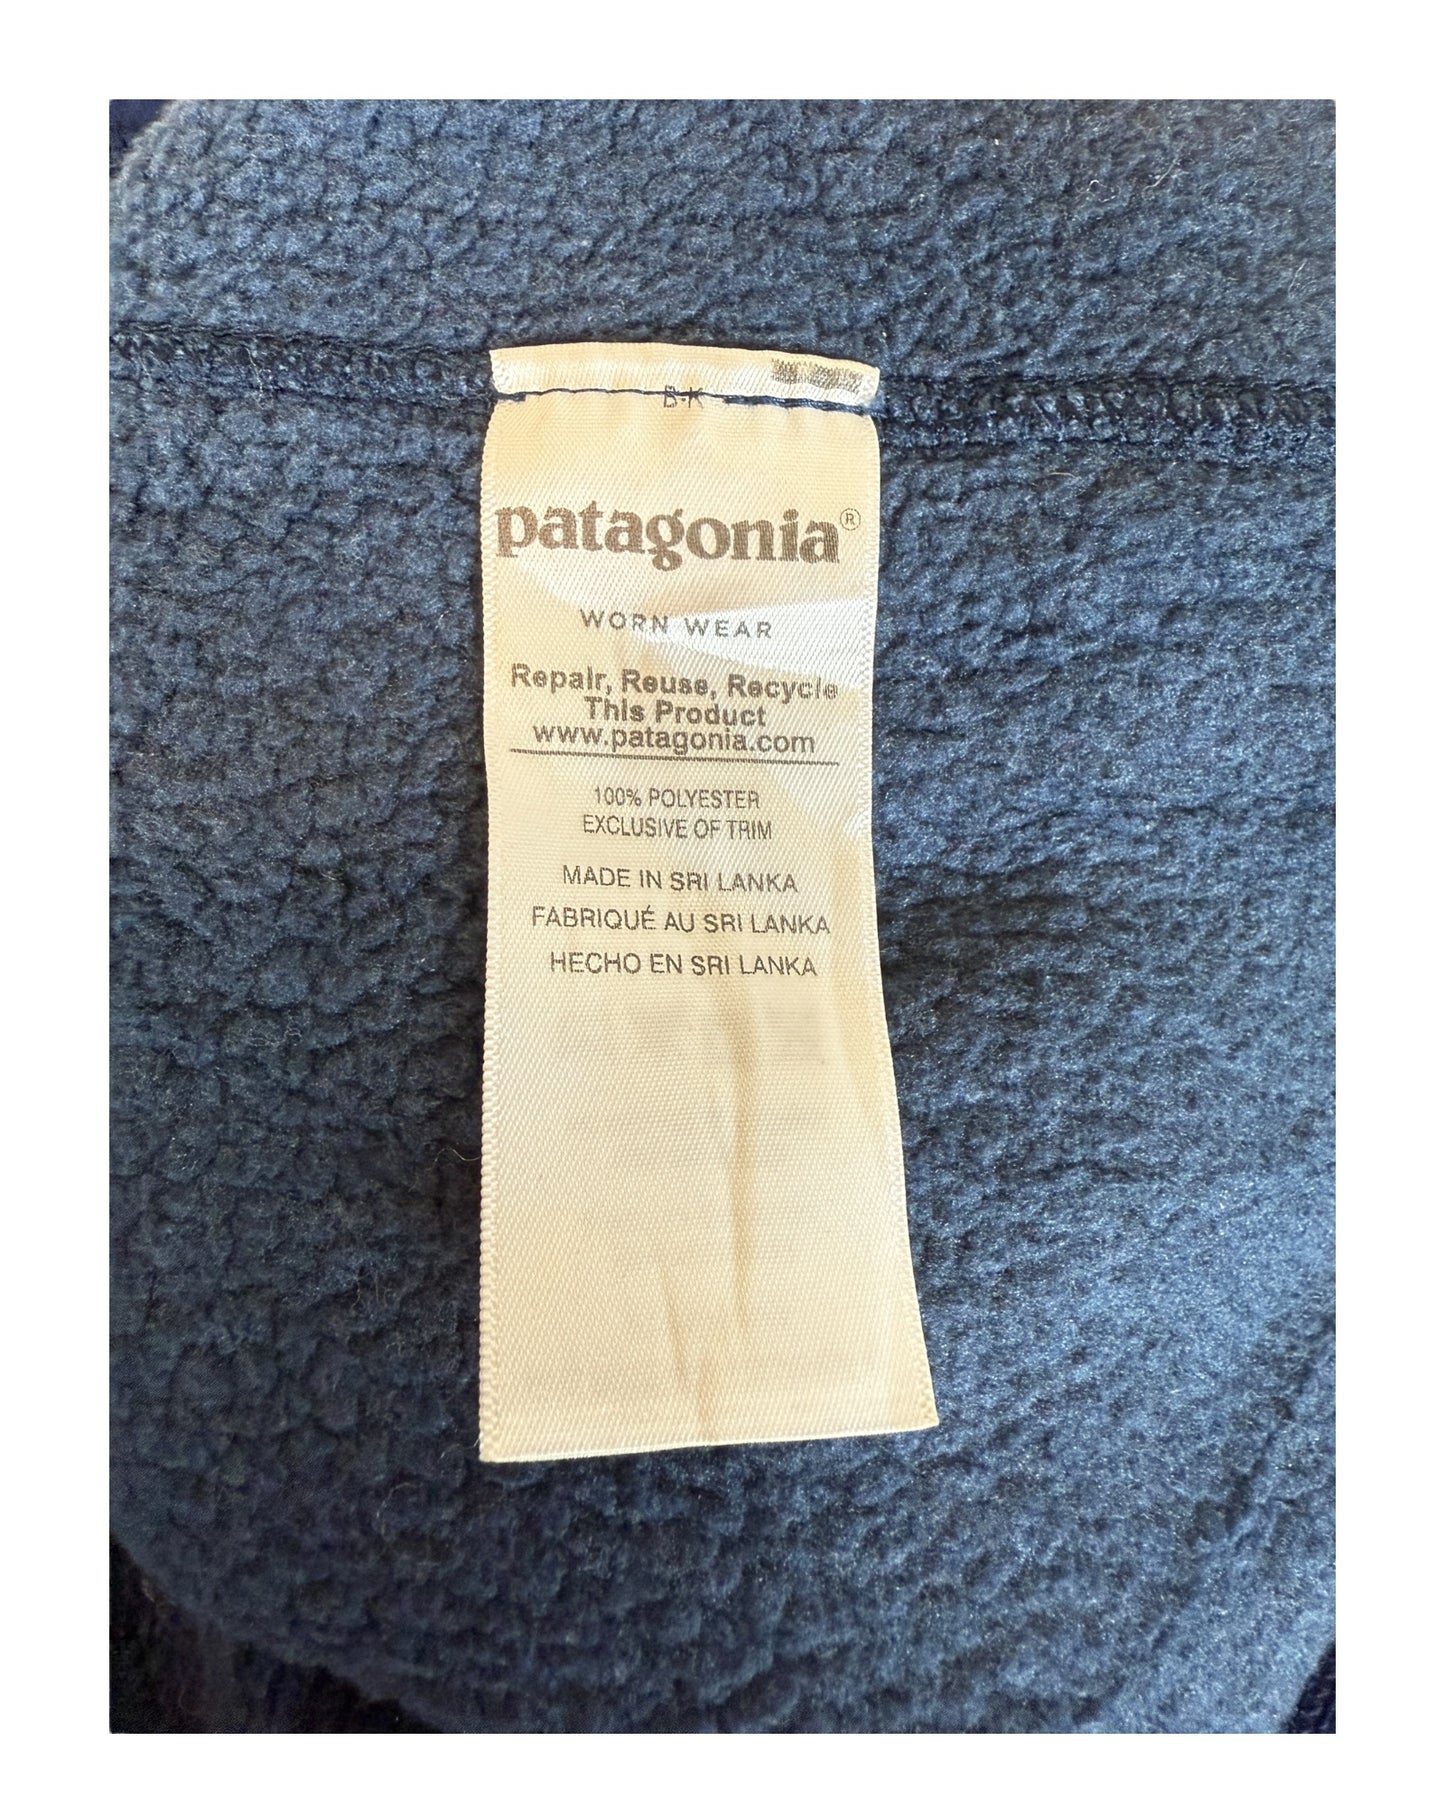 B.K
patagonia®
WORN WEAR
Repair, Reuse, Recycle
This Product
www.patagonia.com
100% POLYESTER
EXCLUSIVE OF TRIM
MADE IN SRI LANKA
FABRIQUÉ AU SRI LANKA
HECHO EN SRI LANKA